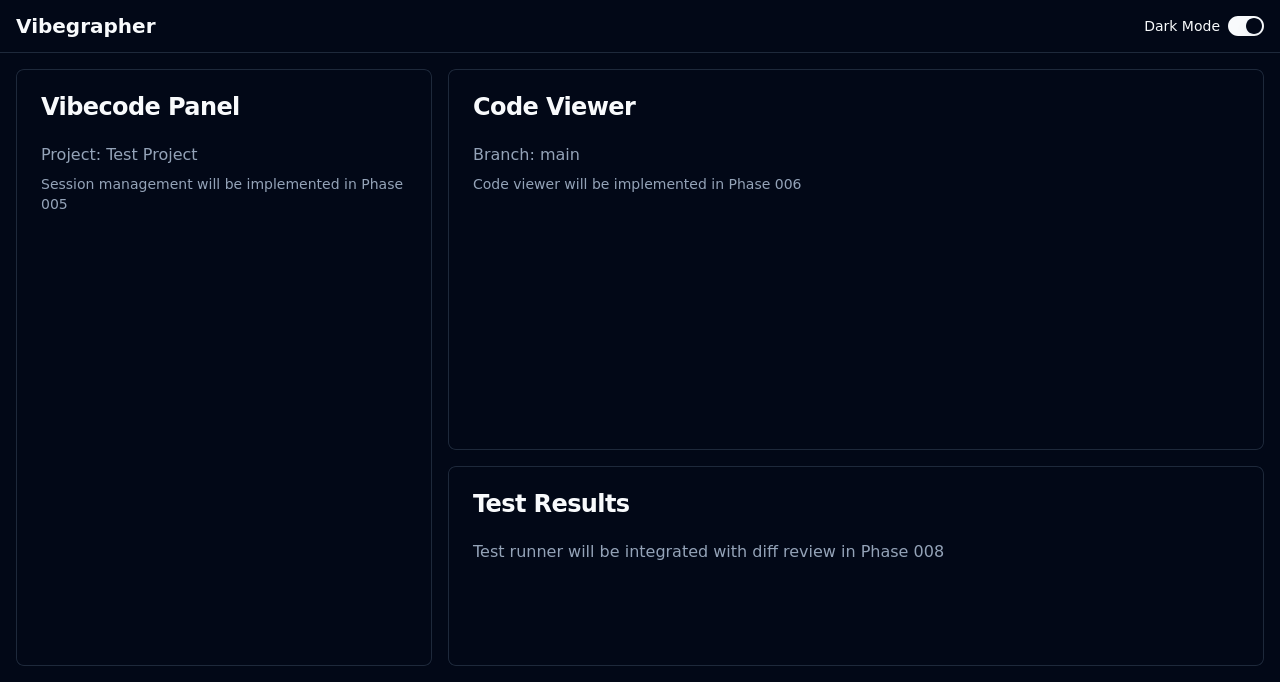 Vibegrapher
Dark Mode
Vibecode Panel
Project: Test Project
Session management will be implemented in Phase
005
Code Viewer
Branch: main
Code viewer will be implemented in Phase 006
Test Results
Test runner will be integrated with diff review in Phase 008